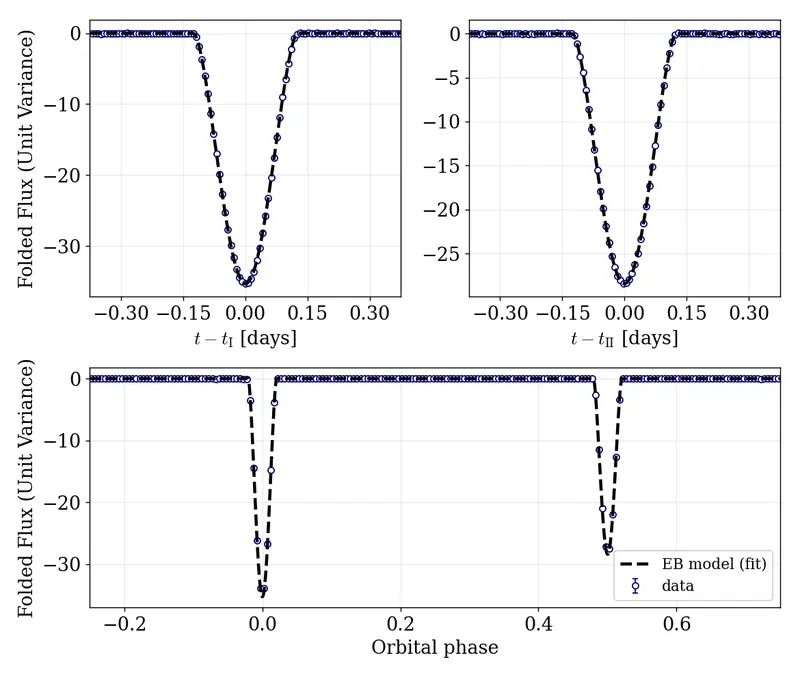 Folded Flux (Unit Variance)
0
−10
−20
−30
−0.30 −0.15 0.00 0.15 0.30
t − t_I [days]
0
−5
−10
−15
−20
−25
−0.30 −0.15 0.00 0.15 0.30
t − t_II [days]
Folded Flux (Unit Variance)
0
−10
−20
−30
−0.2 0.0 0.2 0.4 0.6
Orbital phase
EB model (fit)
data